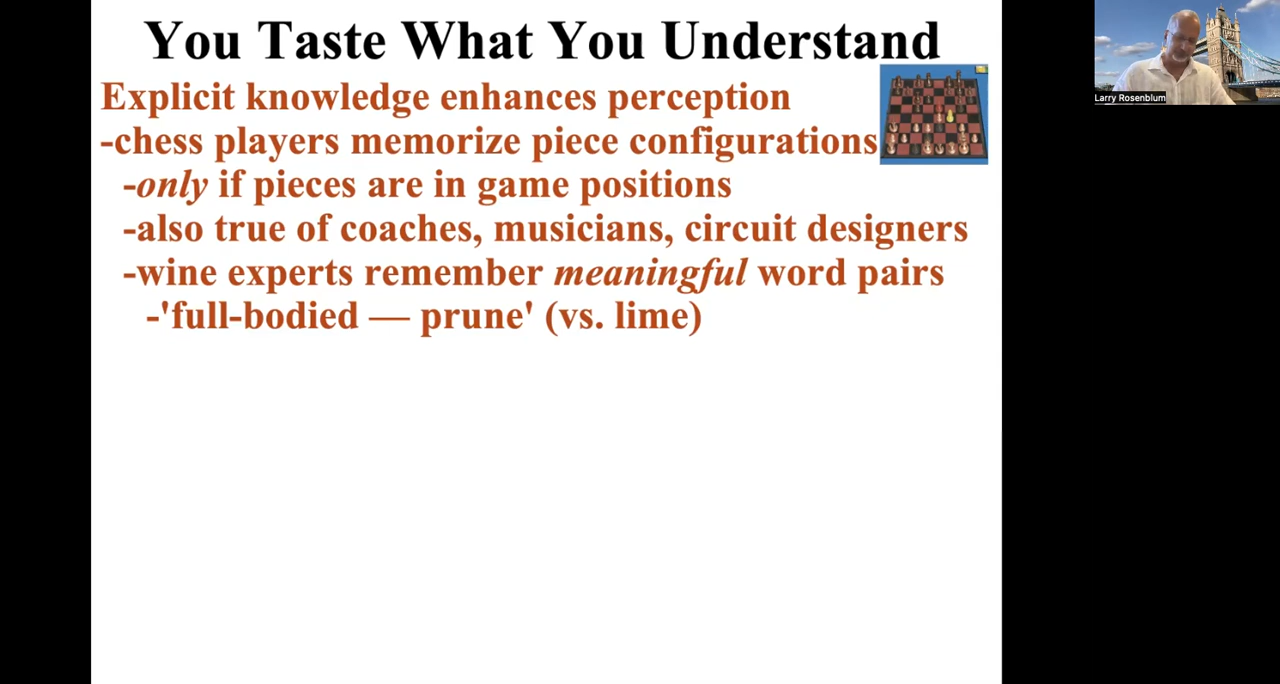 You Taste What You Understand
Explicit knowledge enhances perception
-chess players memorize piece configurations
-only if pieces are in game positions
-also true of coaches, musicians, circuit designers
-wine experts remember meaningful word pairs
-'full-bodied — prune' (vs. lime)
Larry Rosenblum